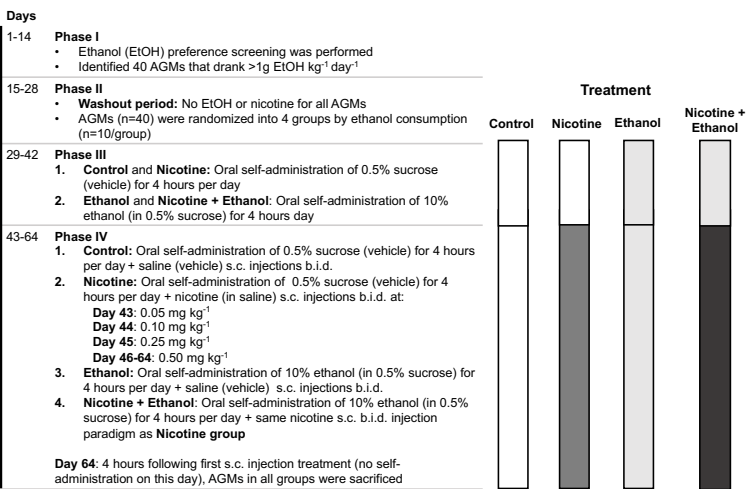 Days
1-14 Phase I
• Ethanol (EtOH) preference screening was performed
• Identified 40 AGMs that drank >1g EtOH kg⁻¹ day⁻¹
15-28 Phase II
• Washout period: No EtOH or nicotine for all AGMs
• AGMs (n=40) were randomized into 4 groups by ethanol consumption
(n=10/group)
29-42 Phase III
1. Control and Nicotine: Oral self-administration of 0.5% sucrose
(vehicle) for 4 hours per day
2. Ethanol and Nicotine + Ethanol: Oral self-administration of 10%
ethanol (in 0.5% sucrose) for 4 hours day
43-64 Phase IV
1. Control: Oral self-administration of 0.5% sucrose (vehicle) for 4 hours
per day + saline (vehicle) s.c. injections b.i.d.
2. Nicotine: Oral self-administration of 0.5% sucrose (vehicle) for 4
hours per day + nicotine (in saline) s.c. injections b.i.d. at:
Day 43: 0.05 mg kg⁻¹
Day 44: 0.10 mg kg⁻¹
Day 45: 0.25 mg kg⁻¹
Day 46-64: 0.50 mg kg⁻¹
3. Ethanol: Oral self-administration of 10% ethanol (in 0.5% sucrose) for
4 hours per day + saline (vehicle) s.c. injections b.i.d.
4. Nicotine + Ethanol: Oral self-administration of 10% ethanol (in 0.5%
sucrose) for 4 hours per day + same nicotine s.c. b.i.d. injection
paradigm as Nicotine group
Day 64: 4 hours following first s.c. injection treatment (no self-
administration on this day), AGMs in all groups were sacrificed
Treatment
Control Nicotine Ethanol Nicotine +
Ethanol